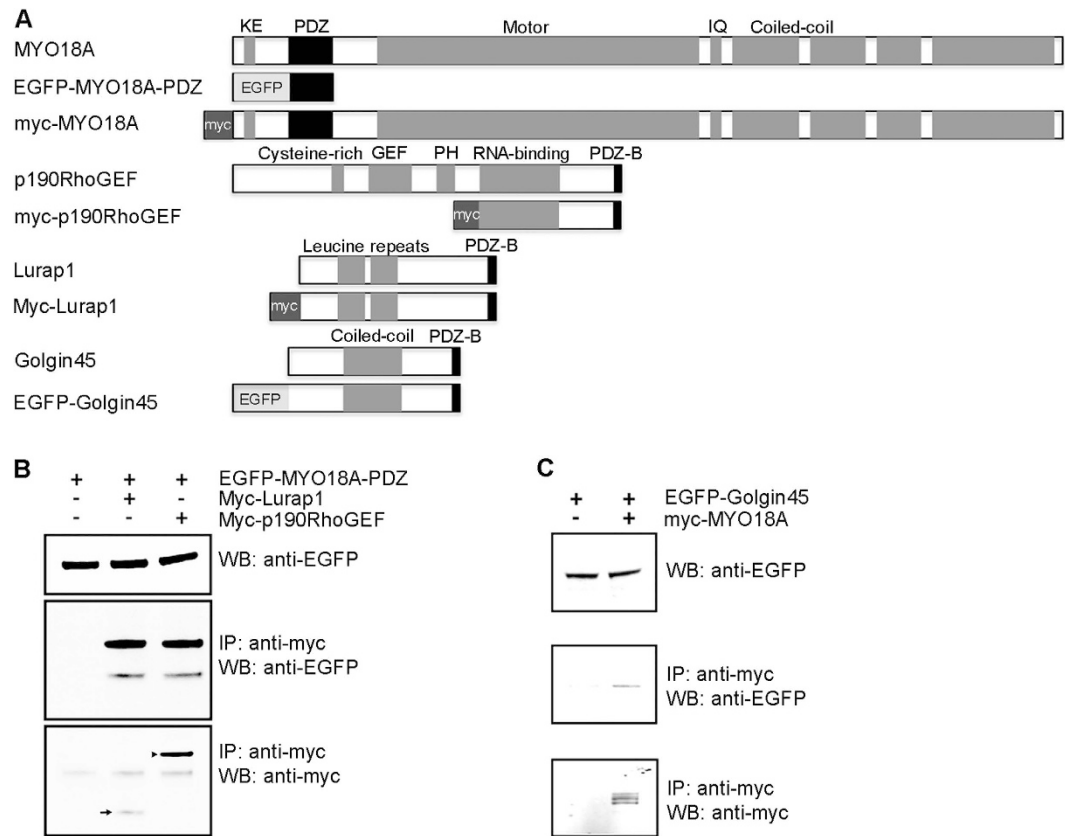 A
KE PDZ Motor IQ Coiled-coil
MYO18A
EGFP-MYO18A-PDZ EGFP
myc-MYO18A myc
Cysteine-rich GEF PH RNA-binding PDZ-B
p190RhoGEF
myc-p190RhoGEF myc
Leucine repeats PDZ-B
Lurap1
Myc-Lurap1 myc
Coiled-coil PDZ-B
Golgin45
EGFP-Golgin45 EGFP
B
+ + + EGFP-MYO18A-PDZ
- + - Myc-Lurap1
- - + Myc-p190RhoGEF
WB: anti-EGFP
IP: anti-myc
WB: anti-EGFP
IP: anti-myc
WB: anti-myc
C
+ + EGFP-Golgin45
- + myc-MYO18A
WB: anti-EGFP
IP: anti-myc
WB: anti-EGFP
IP: anti-myc
WB: anti-myc